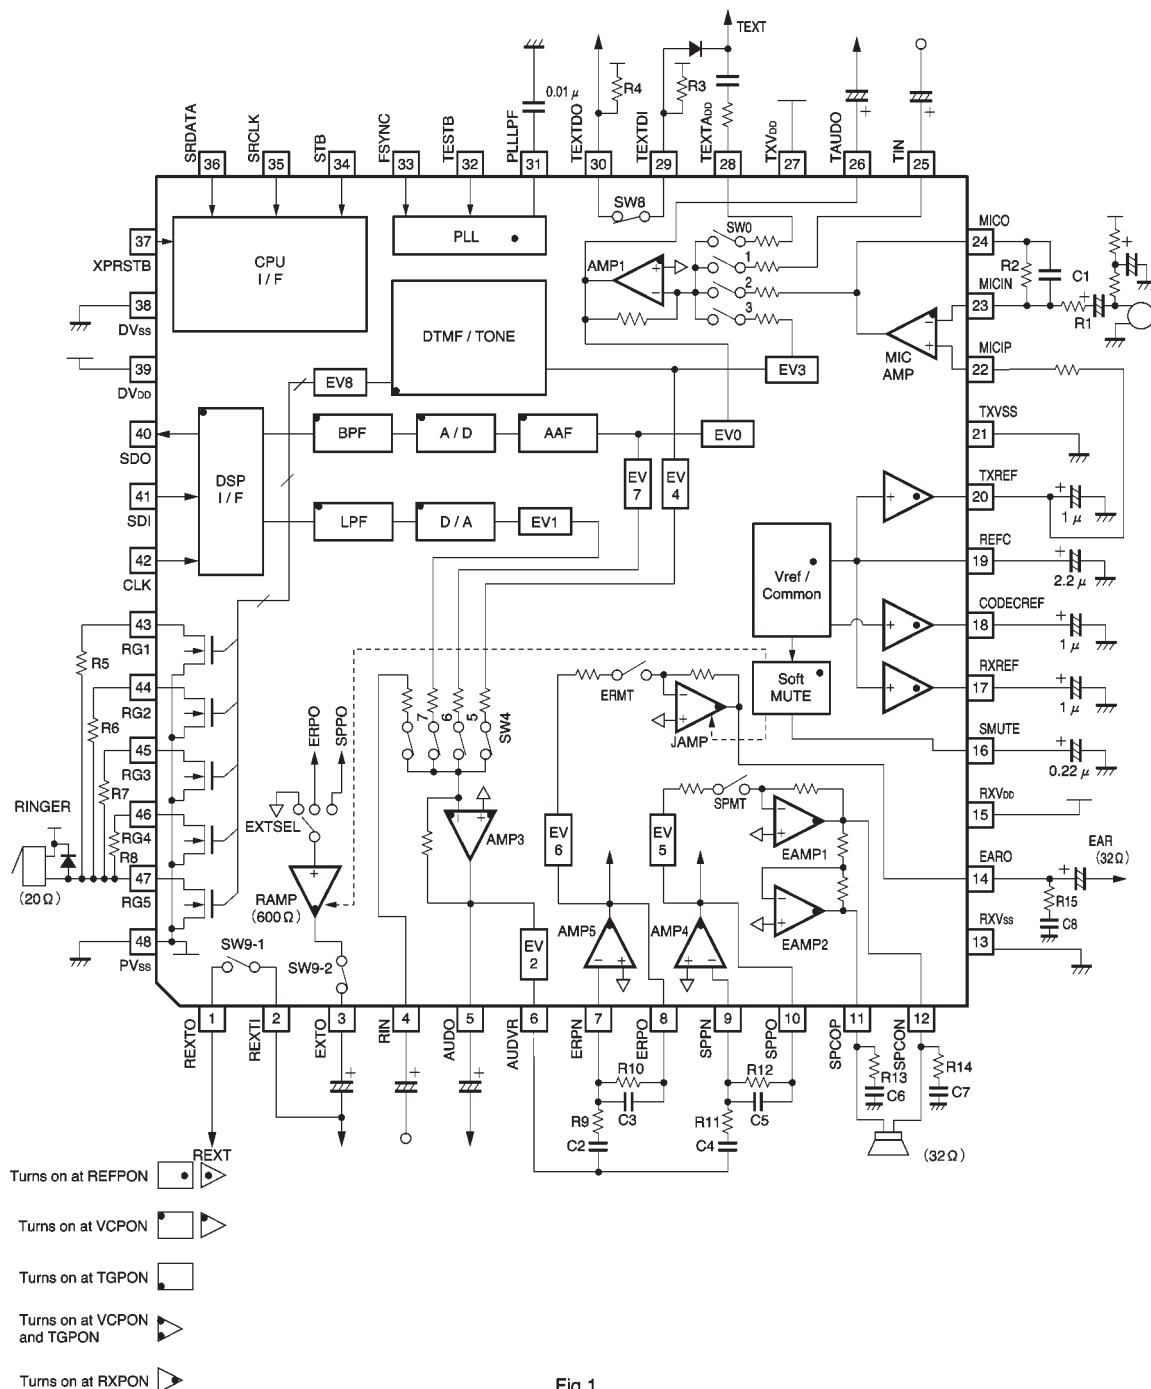 TEXT
R4
R3
0.01 μ
SRDATA
SRCLK
STB
FSYNC
TESTB
PLLLPF
TEXTDO
TEXTDI
TEXTADD
TXVDD
TAUDO
TIN
36
35
34
33
32
31
30
29
28
27
26
25
SW8
37
XPRSTB
CPU
I / F
PLL
SW0
1
2
3
AMP1
MICO
24
R2
C1
MICIN
23
R1
38
DVSS
DTMF / TONE
MIC
AMP
MICIP
22
39
DVDD
EV8
EV3
40
SDO
BPF
A / D
AAF
EV0
TXVSS
21
DSP
I / F
EV
7
EV
4
41
SDI
LPF
D / A
EV1
TXREF
20
1 μ
42
CLK
Vref /
Common
REFC
19
2.2 μ
43
RG1
R5
CODECREF
18
1 μ
44
RG2
R6
ERMT
Soft
MUTE
RXREF
17
1 μ
7
6
5
SW4
JAMP
45
RG3
R7
ERPO
SPPO
SMUTE
16
0.22 μ
RINGER
46
RG4
R8
EXTSEL
SPMT
RXVDD
15
AMP3
EV
6
EV
5
EAMP1
EAR
(32Ω)
47
RG5
(20Ω)
RAMP
(600Ω)
EARO
14
R15
C8
AMP5
AMP4
EAMP2
48
PVSS
SW9-1
SW9-2
EV
2
RXVSS
13
1
2
3
4
5
6
7
8
9
10
11
12
REXTO
REXTI
EXTO
RIN
AUDO
AUDVR
ERPN
ERPO
SPPN
SPPO
SPCOP
SPCON
R10
C3
R9
C2
R12
C5
R11
C4
R13
C6
R14
C7
REXT
(32Ω)
Turns on at REFPON
Turns on at VCPON
Turns on at TGPON
Turns on at VCPON
and TGPON
Turns on at RXPON
Fig.1